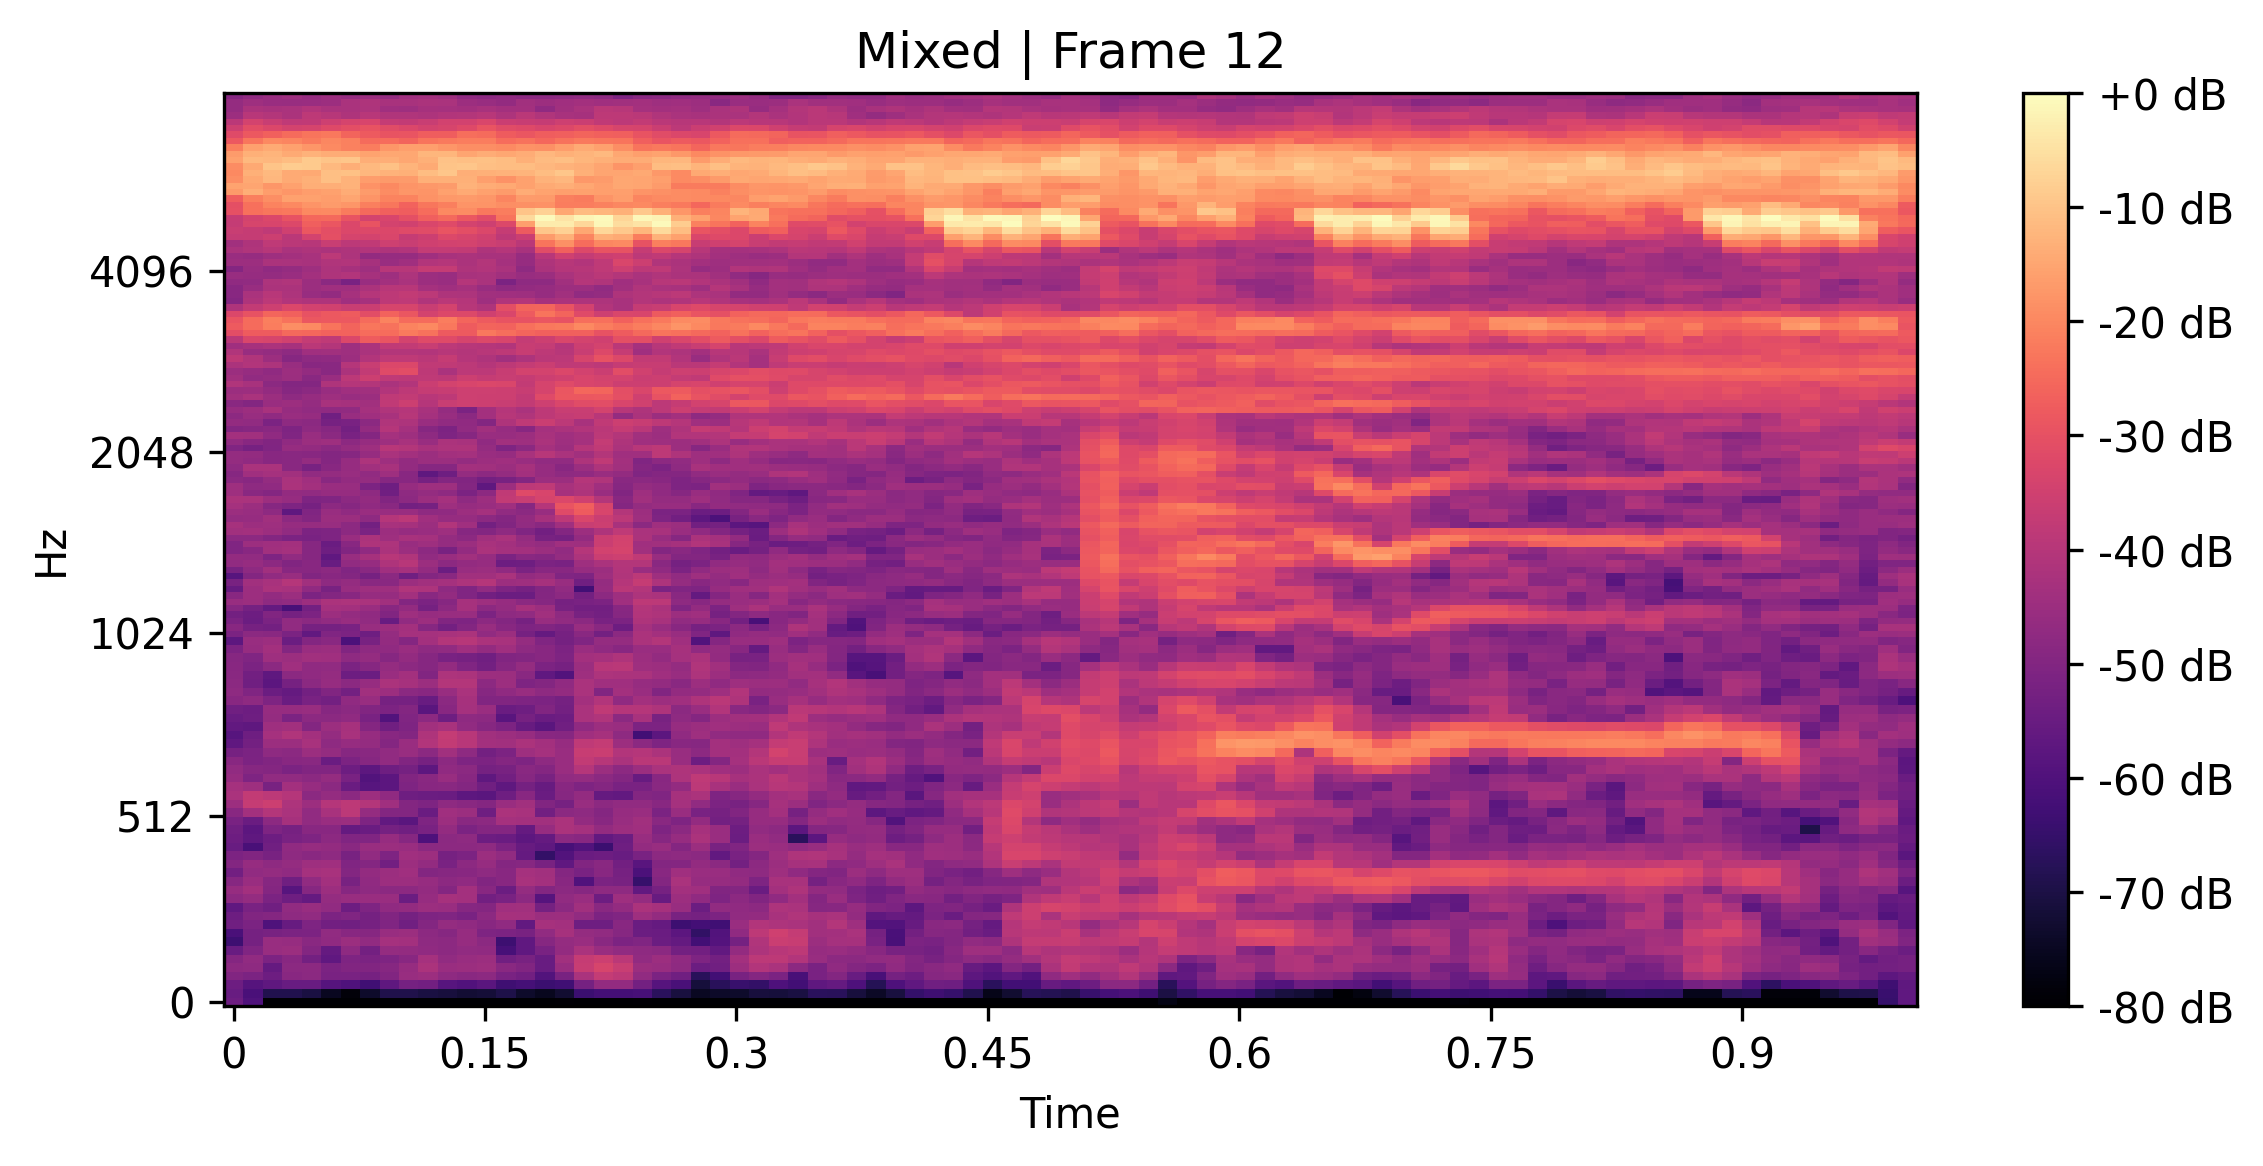 Mixed | Frame 12
+0 dB
-10 dB
-20 dB
-30 dB
-40 dB
-50 dB
-60 dB
-70 dB
-80 dB
4096
2048
1024
512
0
Hz
0 0.15 0.3 0.45 0.6 0.75 0.9
Time